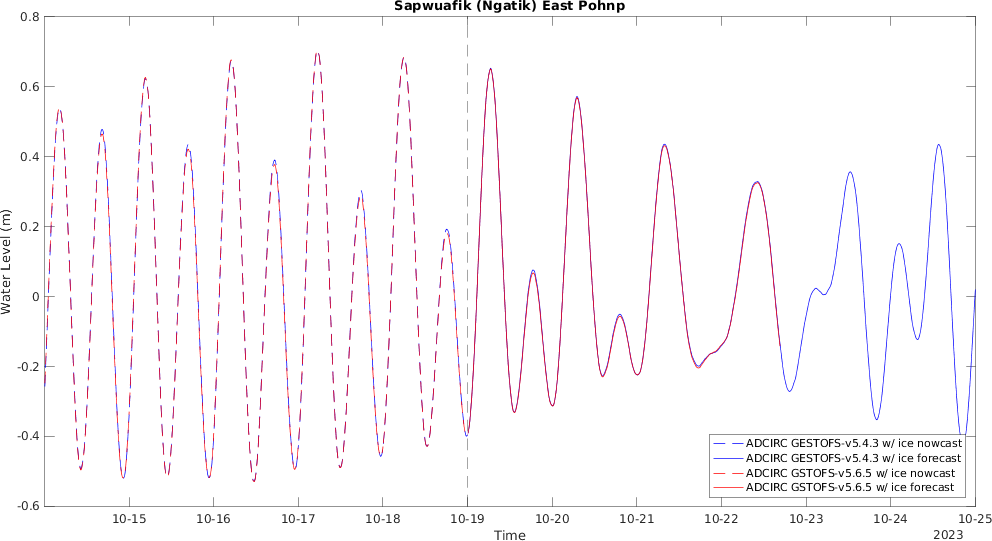 Sapwuafik (Ngatik) East Pohnp
0.8
0.6
0.4
0.2
0
-0.2
-0.4
-0.6
Water Level (m)
10-15 10-16 10-17 10-18 10-19 10-20 10-21 10-22 10-23 10-24 10-25
Time
2023
ADCIRC GESTOFS-v5.4.3 w/ ice nowcast
ADCIRC GESTOFS-v5.4.3 w/ ice forecast
ADCIRC GSTOFS-v5.6.5 w/ ice nowcast
ADCIRC GSTOFS-v5.6.5 w/ ice forecast